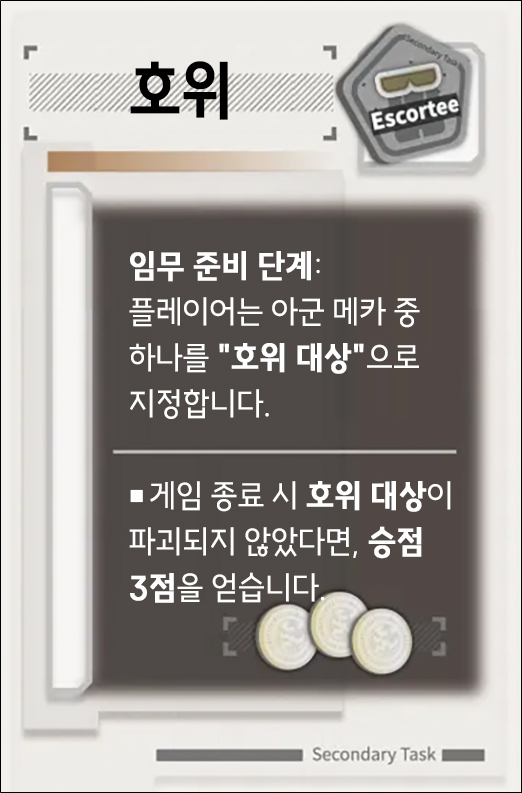 호위
Secondary Task
Escortee
임무 준비 단계:
플레이어는 아군 메카 중
하나를 "호위 대상"으로
지정합니다.
■ 게임 종료 시 호위 대상이
파괴되지 않았다면, 승점
3점을 얻습니다.
Secondary Task